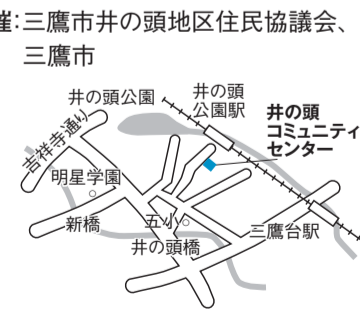 催:三鷹市井の頭地区住民協議会、
三鷹市
井の頭公園
井の頭
公園駅
井の頭
コミュニティ
センター
吉祥寺通り
明星学園
新橋
五小
井の頭橋
三鷹台駅